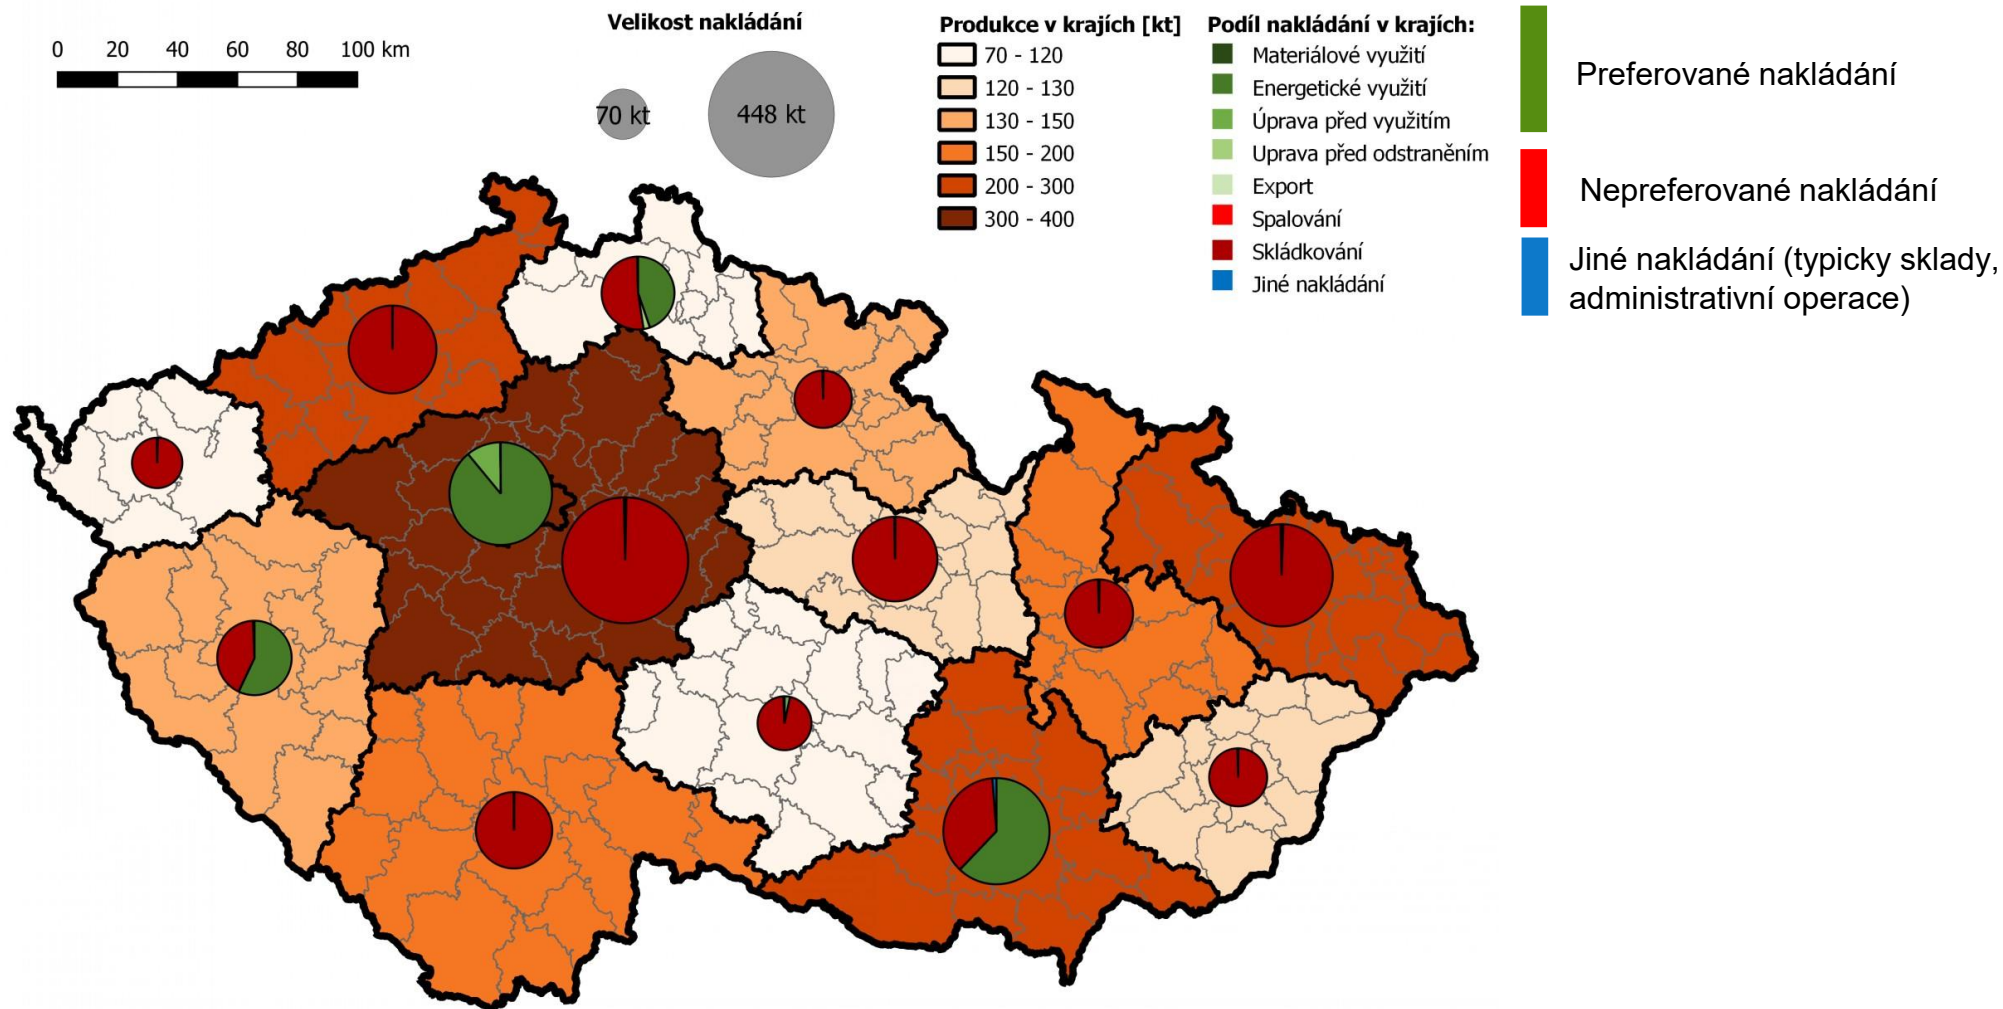 0 20 40 60 80 100 km
Velikost nakládání
70 kt
448 kt
Produkce v krajích [kt]
70 - 120
120 - 130
130 - 150
150 - 200
200 - 300
300 - 400
Podíl nakládání v krajích:
Materiálové využití
Energetické využití
Úprava před využitím
Uprava před odstraněním
Export
Spalování
Skládkování
Jiné nakládání
Preferované nakládání
Nepreferované nakládání
Jiné nakládání (typicky sklady,
administrativní operace)